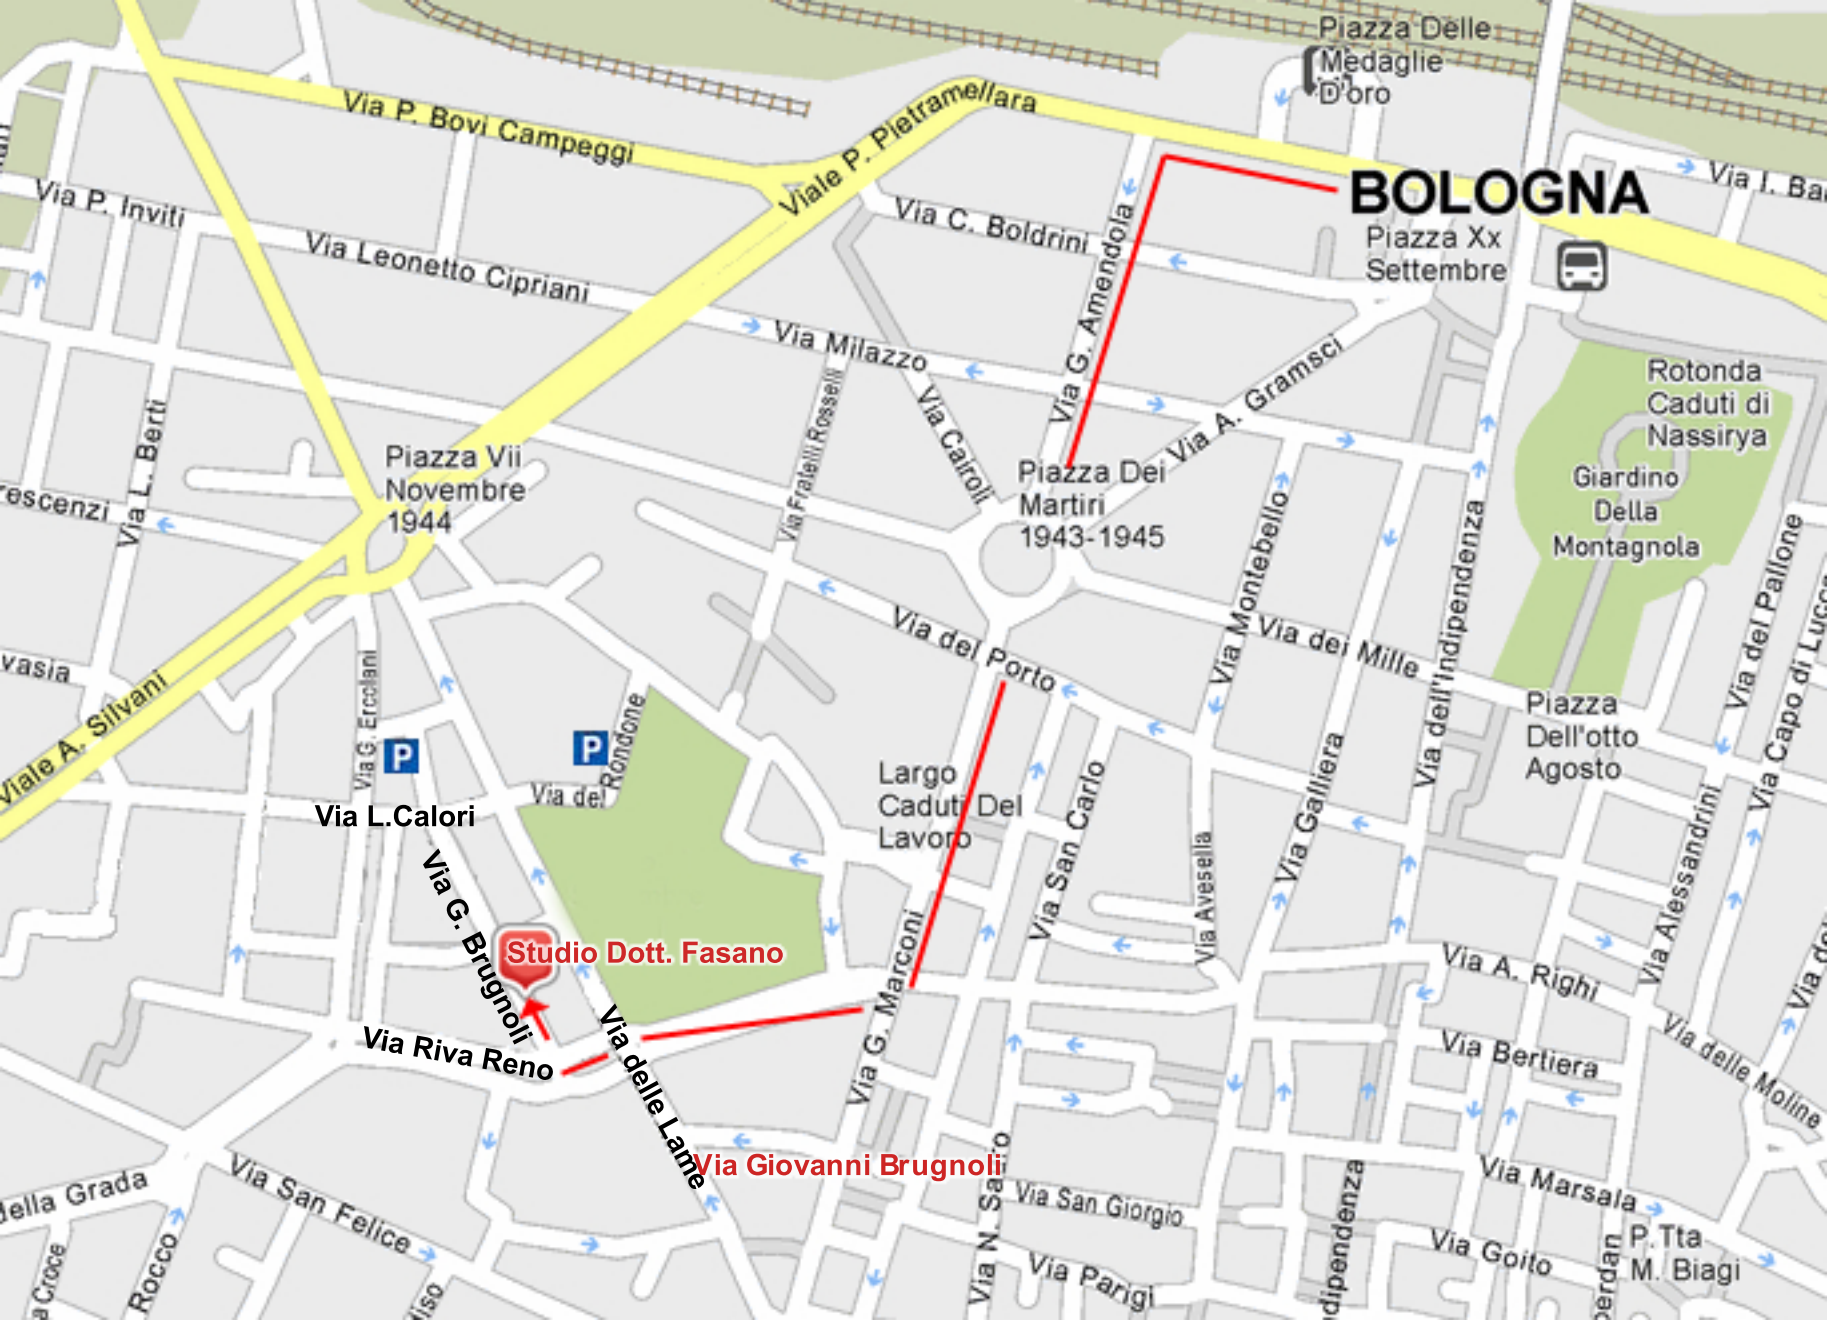 Piazza Delle
Medaglie
D'oro
Via P. Bovi Campeggi
Viale P. Pietramellara
BOLOGNA
Via P. Inviti
Via C. Boldrini
Piazza Xx
Settembre
Via Leonetto Cipriani
Via G. Amendola
Via Milazzo
Via A. Gramsci
Rotonda
Caduti di
Nassirya
Via L. Berti
Via Fratelli Rosselli
Via Cairoli
Piazza Vii
Novembre
1944
Piazza Dei
Martiri
1943-1945
Giardino
Della
Montagnola
rescenzi
Via Montebello
Via dell'Indipendenza
Via del Pallone
Via del Porto
Via dei Mille
vasia
Viale A. Silvani
Via G. Ercolani
P
P
Via del
Rondone
Piazza
Dell'otto
Agosto
Via Capo di Lucca
Largo
Caduti Del
Lavoro
Via San Carlo
Via Galliera
Via L.Calori
Via Avesella
Via Alessandrini
Via G. Brugnoli
Studio Dott. Fasano
Via G. Marconi
Via A. Righi
Via Riva Reno
Via delle Lame
Via Bertiera
Via delle Moline
Via Giovanni Brugnoli
della Grada
Via San Felice
Via San Giorgio
Via Marsala
Via Goito
P.Tta
M. Biagi
Via Parigi
Rocco